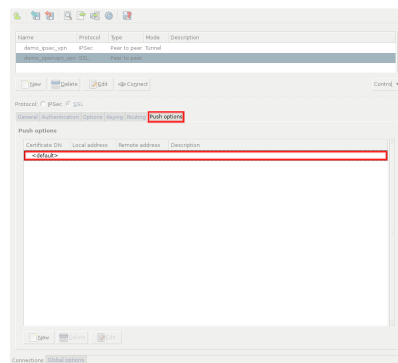 Name Protocol Type Mode Description
demo_ipsec_vpn IPSec Peer to peer Tunnel
demo_openvpn_vpn SSL Peer to peer
New Delete Edit Connect Control
Protocol: IPSec SSL
General Authentication Options Keying Routing Push options
Push options
Certificate DN Local address Remote address Description
<default>
New Delete Edit
Connections Global options